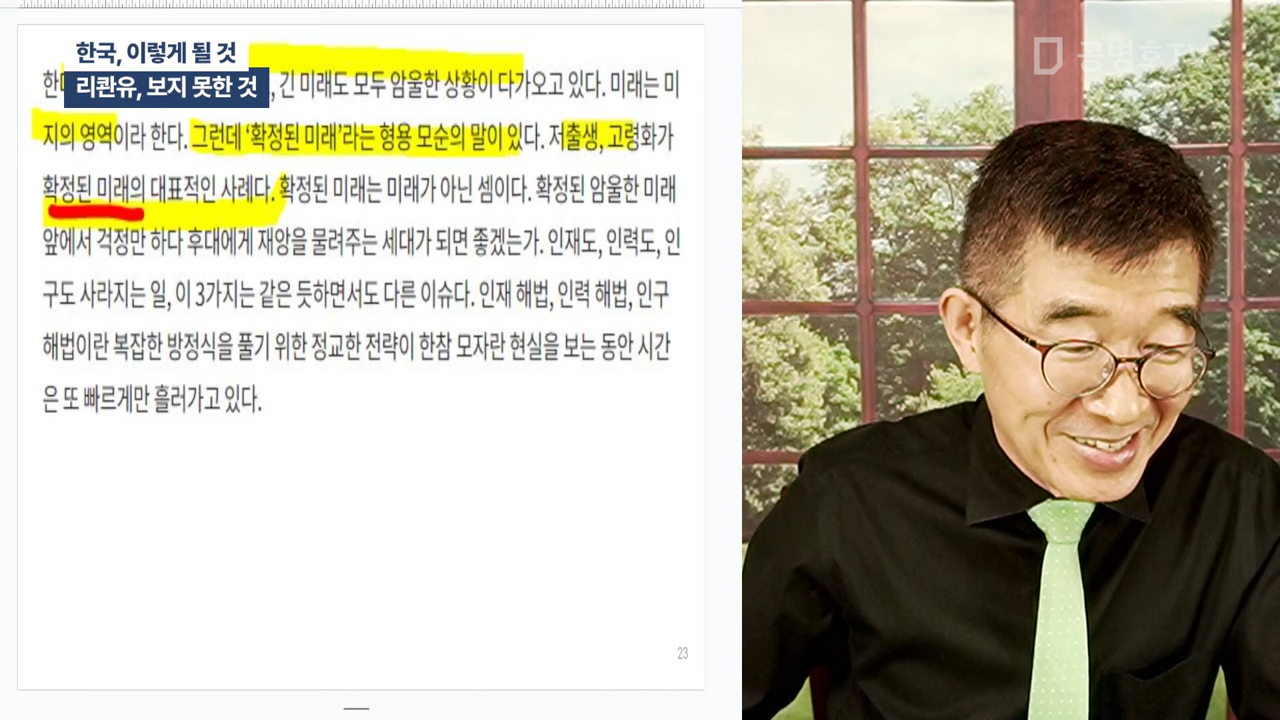 한국, 이렇게 될 것
리콴유, 보지 못한 것
공병호
한 , 긴 미래도 모두 암울한 상황이 다가오고 있다. 미래는 미
지의 영역이라 한다. 그런데 ‘확정된 미래’라는 형용 모순의 말이 있다. 저출생, 고령화가
확정된 미래의 대표적인 사례다. 확정된 미래는 미래가 아닌 셈이다. 확정된 암울한 미래
앞에서 걱정만 하다 후대에게 재앙을 물려주는 세대가 되면 좋겠는가. 인재도, 인력도, 인
구도 사라지는 일, 이 3가지는 같은 듯하면서도 다른 이슈다. 인재 해법, 인력 해법, 인구
해법이란 복잡한 방정식을 풀기 위한 정교한 전략이 한참 모자란 현실을 보는 동안 시간
은 또 빠르게만 흘러가고 있다.
23